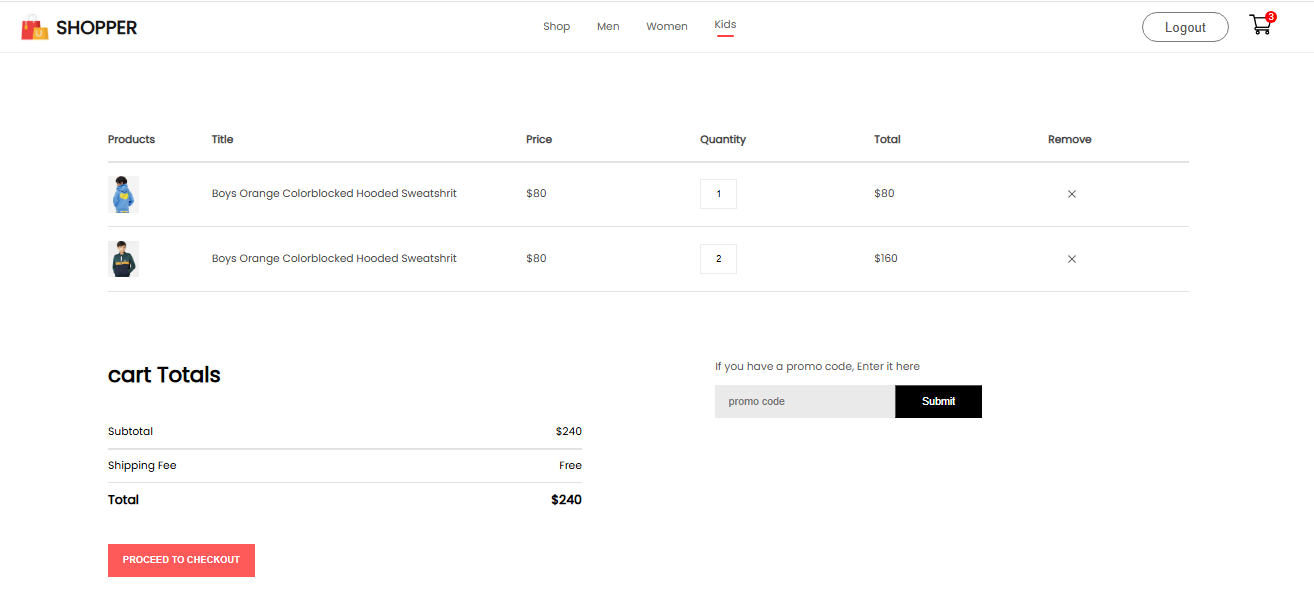 SHOPPER Shop Men Women Kids Logout 3
Products Title Price Quantity Total Remove
Boys Orange Colorblocked Hooded Sweatshrit $80 1 $80
Boys Orange Colorblocked Hooded Sweatshrit $80 2 $160
cart Totals
Subtotal $240
Shipping Fee Free
Total $240
PROCEED TO CHECKOUT
If you have a promo code, Enter it here
promo code Submit